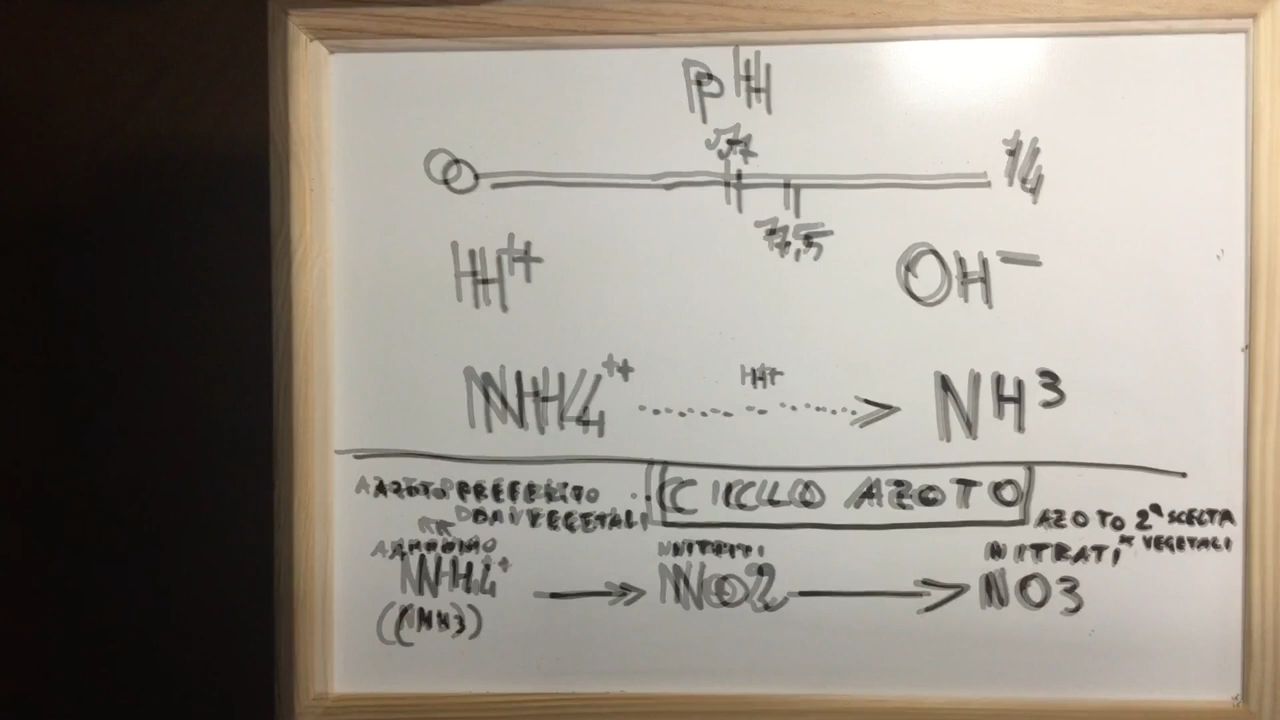 pH
7
0 14
7,5
H+ OH-
NH4+ H+ NH3
CICLO AZOTO
AZOTO PREFERITO
DAI VEGETALI
AZOTO 2ª SCELTA
VEGETALI
AMMONIO NITRITI NITRATI
NH4+ NO2 NO3
(NH3)